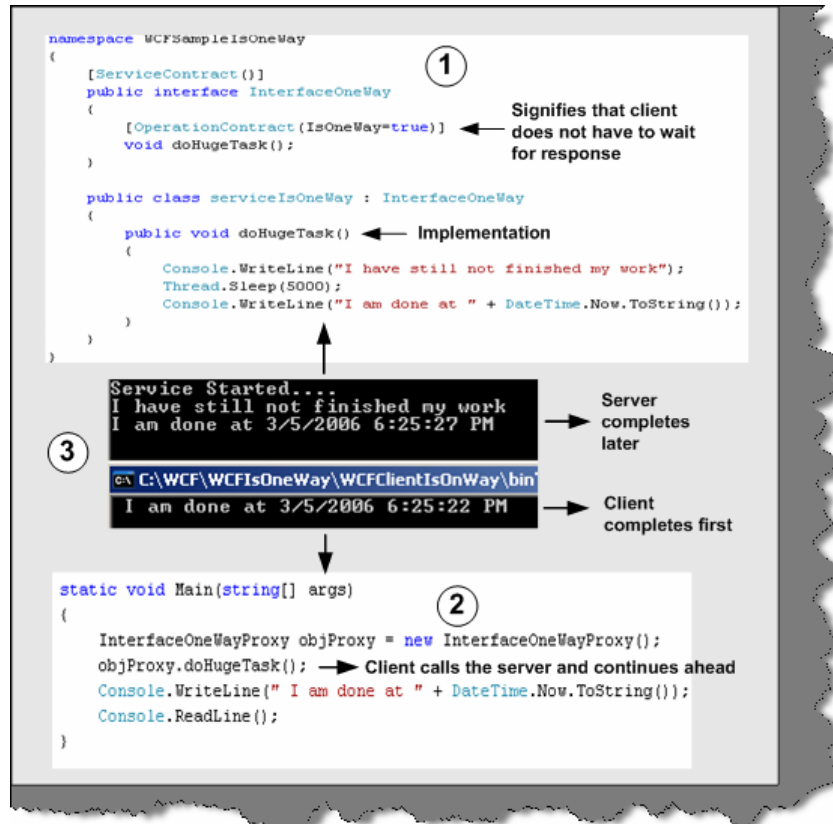 namespace WCFSampleIsOneWay
{
①
[ServiceContract()]
public interface InterfaceOneWay
{
[OperationContract(IsOneWay=true)]
void doHugeTask();
}
Signifies that client
does not have to wait
for response
public class serviceIsOneWay : InterfaceOneWay
{
public void doHugeTask()
Implementation
{
Console.WriteLine("I have still not finished my work");
Thread.Sleep(5000);
Console.WriteLine("I am done at " + DateTime.Now.ToString());
}
}
}
③
Service Started....
I have still not finished my work
I am done at 3/5/2006 6:25:27 PM
Server
completes
later
C:\WCF\WCFIsOneWay\WCFClientIsOnWay\bin
I am done at 3/5/2006 6:25:22 PM
Client
completes first
②
static void Main(string[] args)
{
InterfaceOneWayProxy objProxy = new InterfaceOneWayProxy();
objProxy.doHugeTask();
Client calls the server and continues ahead
Console.WriteLine(" I am done at " + DateTime.Now.ToString());
Console.ReadLine();
}